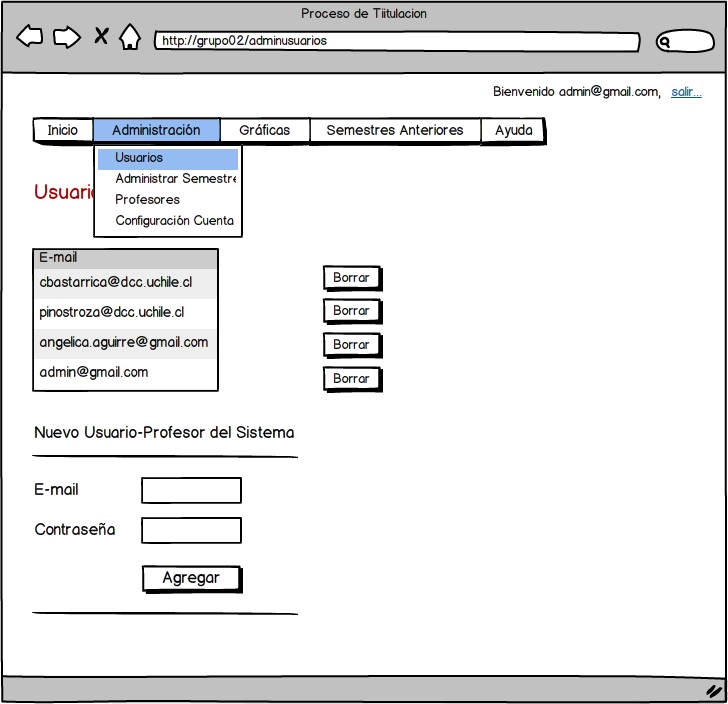 Proceso de Tiitulacion
http://grupo02/adminusuarios
Bienvenido admin@gmail.com, salir...
Inicio Administración Gráficas Semestres Anteriores Ayuda
Usuarios
Administrar Semestre
Profesores
Configuración Cuenta
E-mail
cbastarrica@dcc.uchile.cl Borrar
pinostroza@dcc.uchile.cl Borrar
angelica.aguirre@gmail.com Borrar
admin@gmail.com Borrar
Nuevo Usuario-Profesor del Sistema
E-mail
Contraseña
Agregar